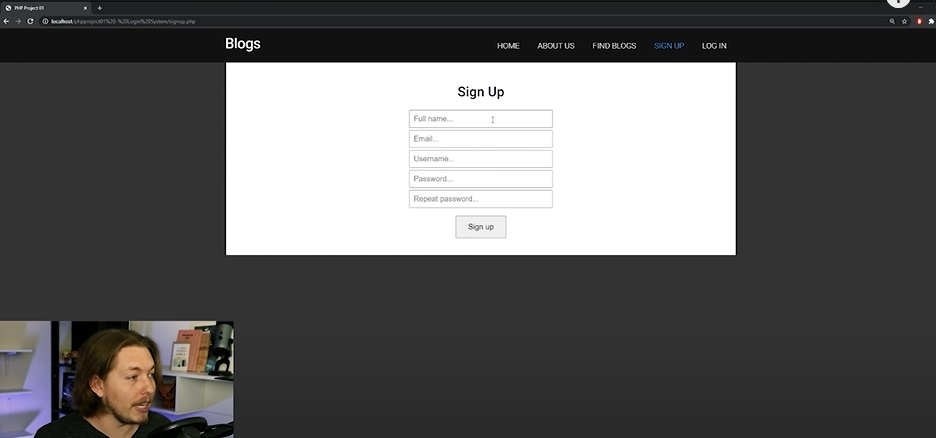 PHP Project 01
localhost/phpproject01%20-%20Login%20System/signup.php
Blogs
HOME
ABOUT US
FIND BLOGS
SIGN UP
LOG IN
Sign Up
Full name...
Email...
Username...
Password...
Repeat password...
Sign up